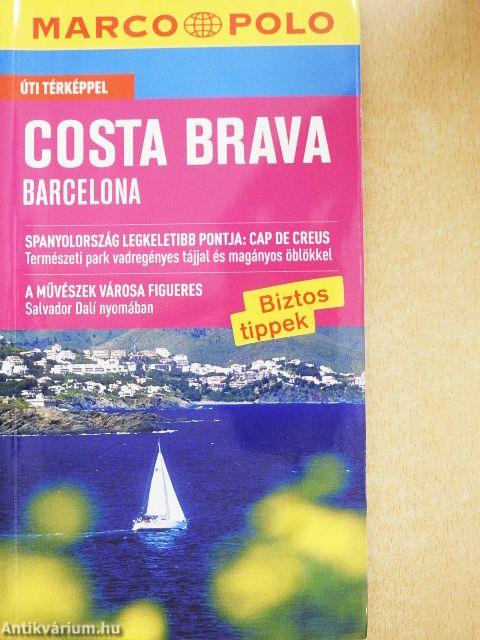 MARCO POLO
ÚTI TÉRKÉPPEL
COSTA BRAVA
BARCELONA
SPANYOLORSZÁG LEGKELETIBB PONTJA: CAP DE CREUS
Természeti park vadregényes tájjal és magányos öblökkel
A MŰVÉSZEK VÁROSA FIGUERES
Salvador Dalí nyomában
Biztos
tippek
Antikvárium.hu